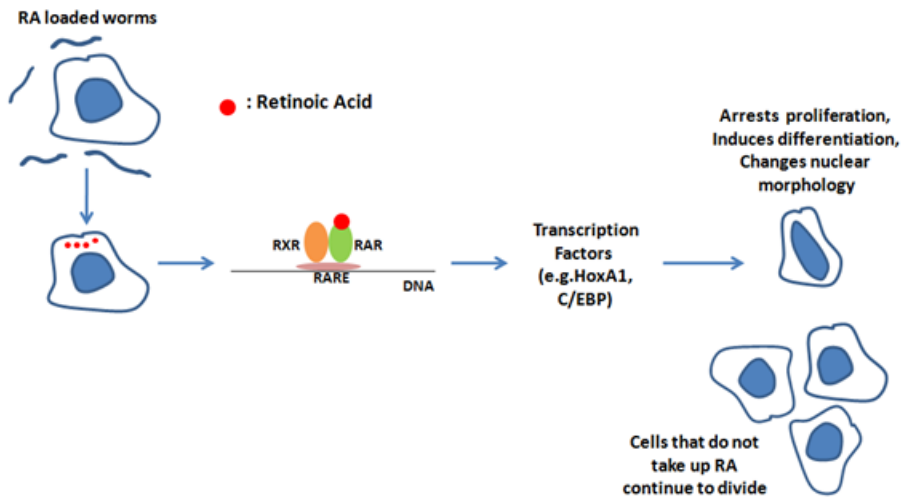 RA loaded worms
: Retinoic Acid
Arrests proliferation,
Induces differentiation,
Changes nuclear
morphology
RXR
RAR
RARE
DNA
Transcription
Factors
(e.g.HoxA1,
C/EBP)
Cells that do not
take up RA
continue to divide